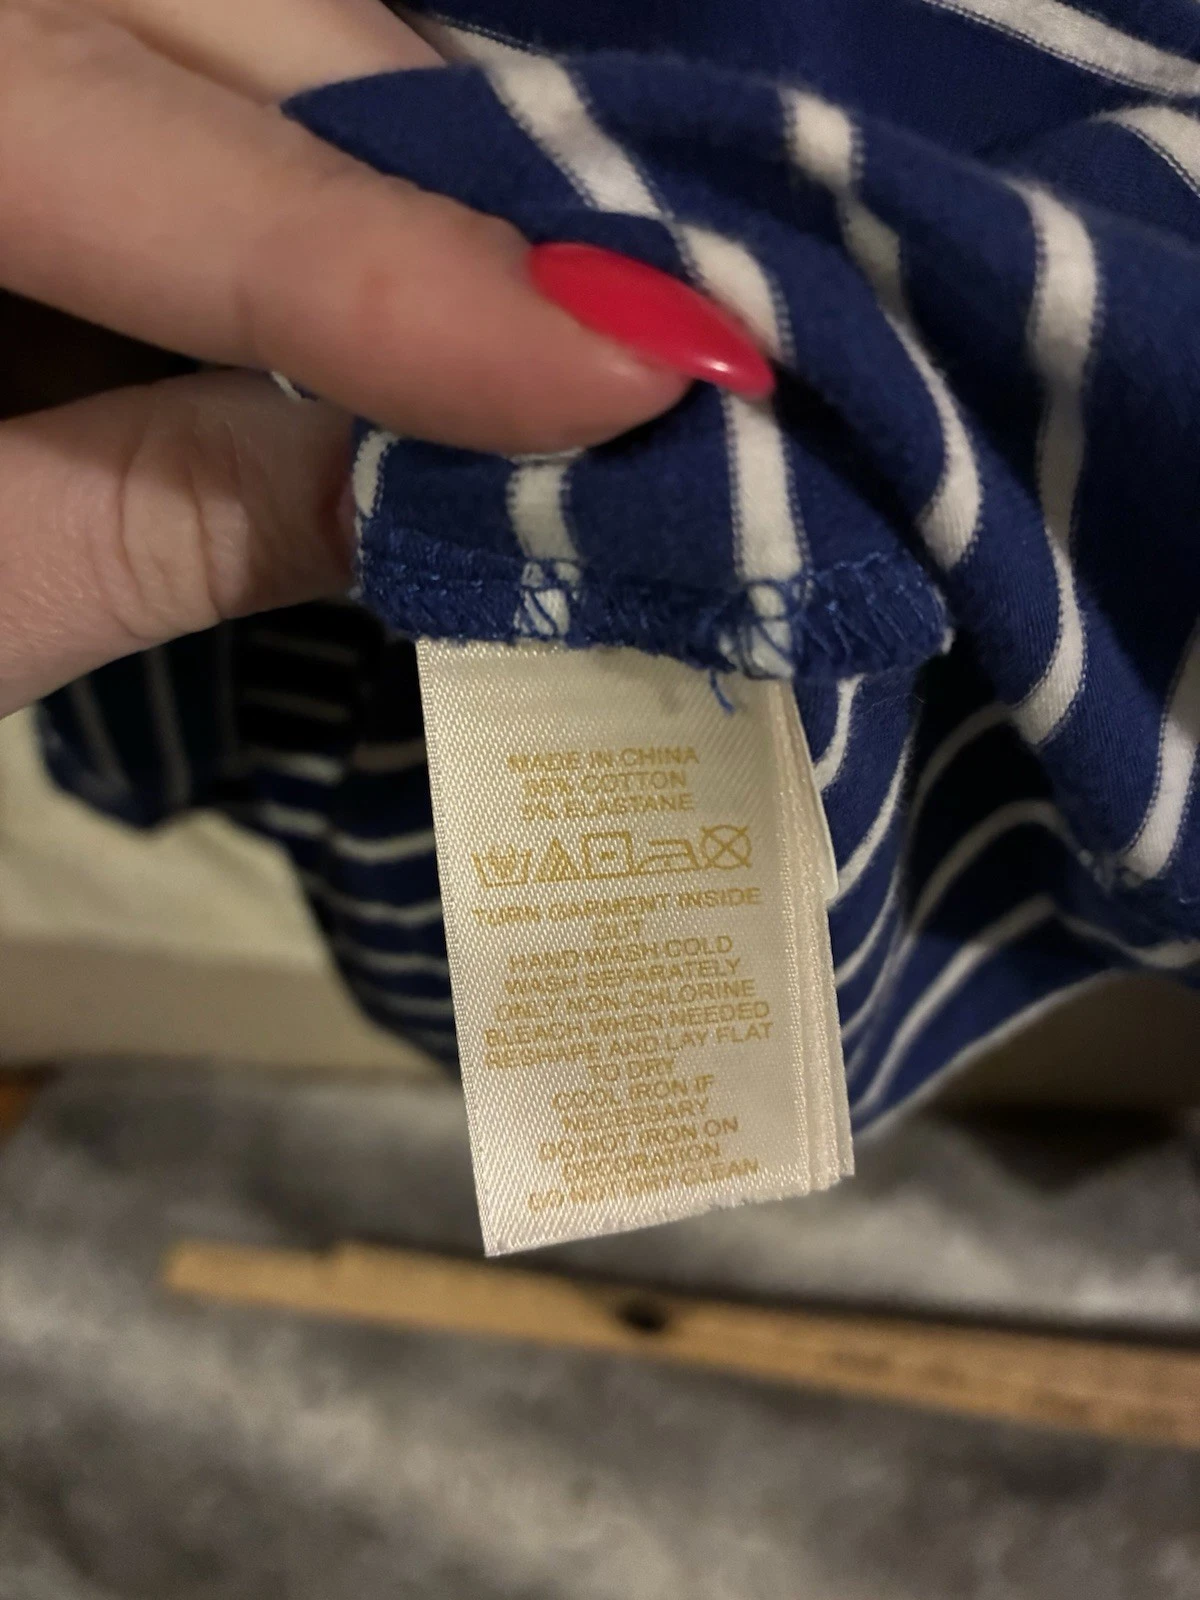 MADE IN CHINA
95% COTTON
5% ELASTANE
TURN GARMENT INSIDE
OUT
HAND WASH COLD
WASH SEPARATELY
ONLY NON-CHLORINE
BLEACH WHEN NEEDED
RESHAPE AND LAY FLAT
TO DRY
COOL IRON IF
NECESSARY
DO NOT IRON ON
DECORATION
DO NOT DRY CLEAN